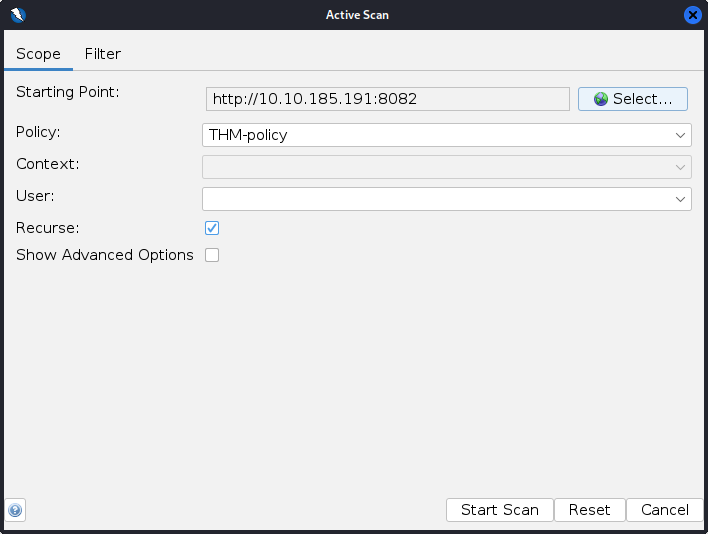 Active Scan
Scope Filter
Starting Point: http://10.10.185.191:8082 Select...
Policy: THM-policy
Context:
User:
Recurse:
Show Advanced Options
Start Scan Reset Cancel